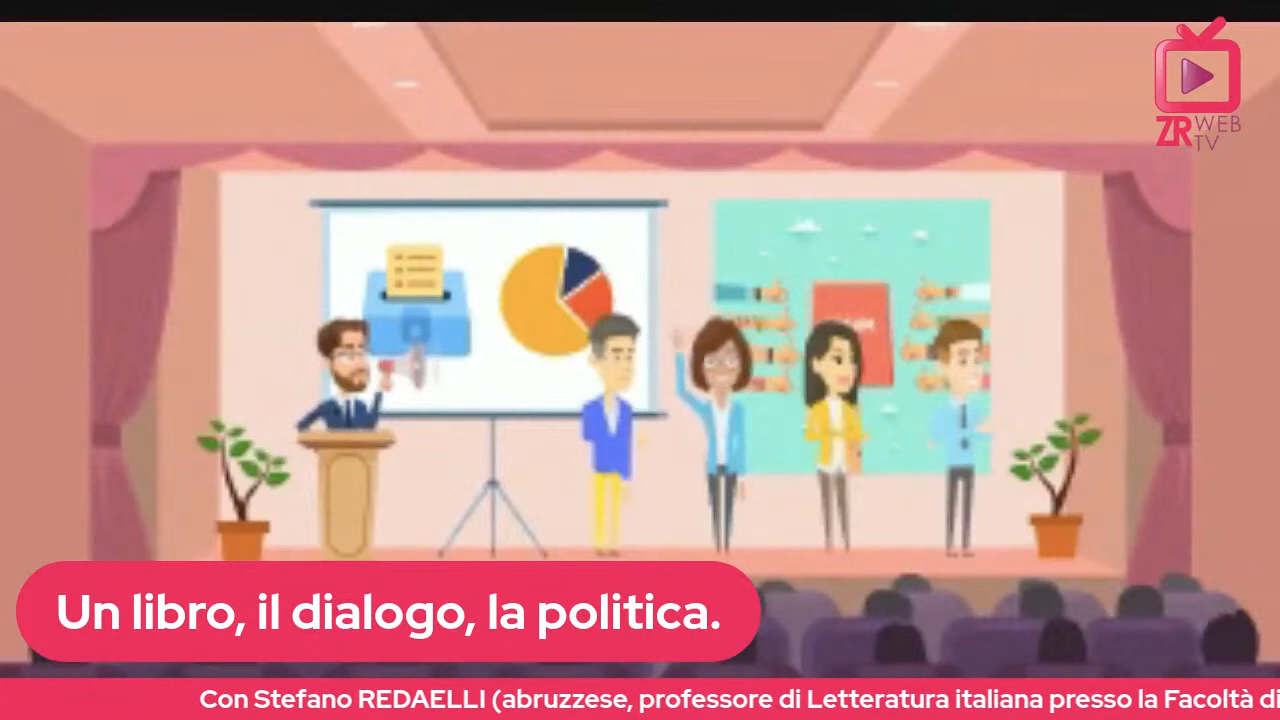 ZR WEB
TV
Un libro, il dialogo, la politica.
Con Stefano REDAELLI (abruzzese, professore di Letteratura italiana presso la Facoltà di